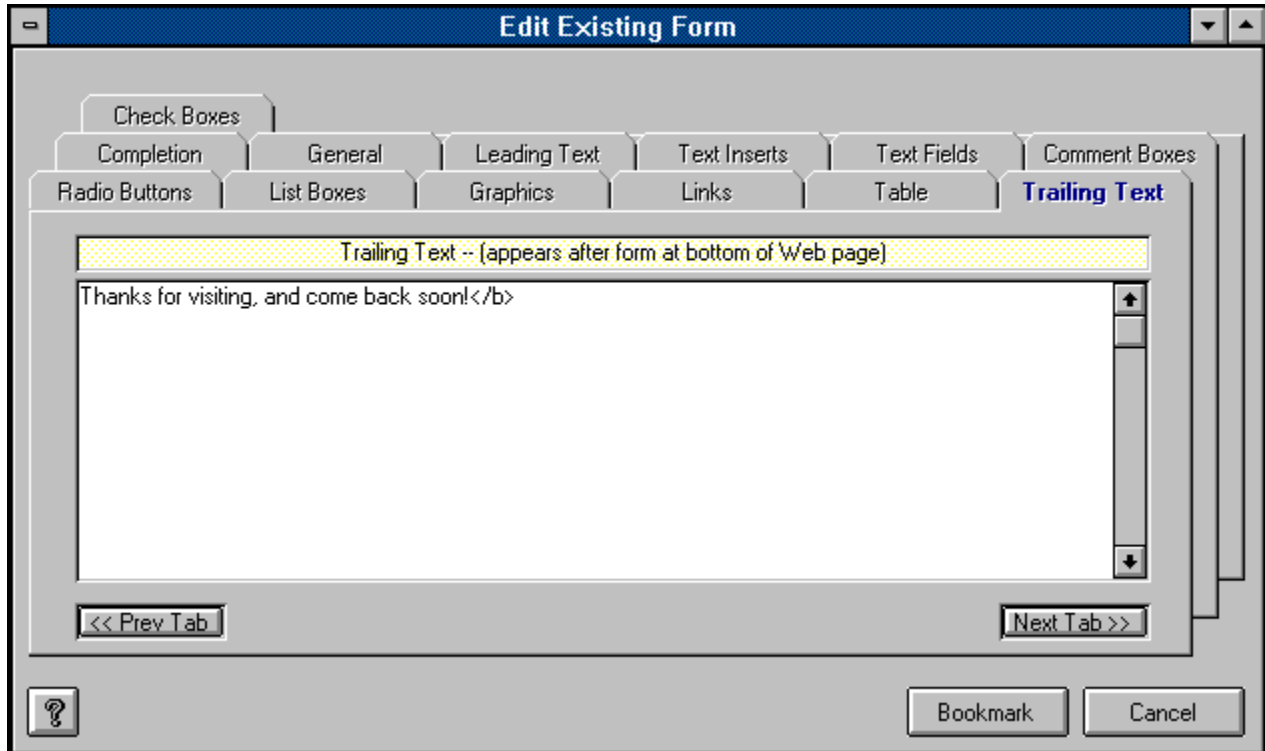 Edit Existing Form
Check Boxes
Completion General Leading Text Text Inserts Text Fields Comment Boxes
Radio Buttons List Boxes Graphics Links Table Trailing Text
Trailing Text -- (appears after form at bottom of Web page)
Thanks for visiting, and come back soon!</b>
<< Prev Tab Next Tab >>
? Bookmark Cancel